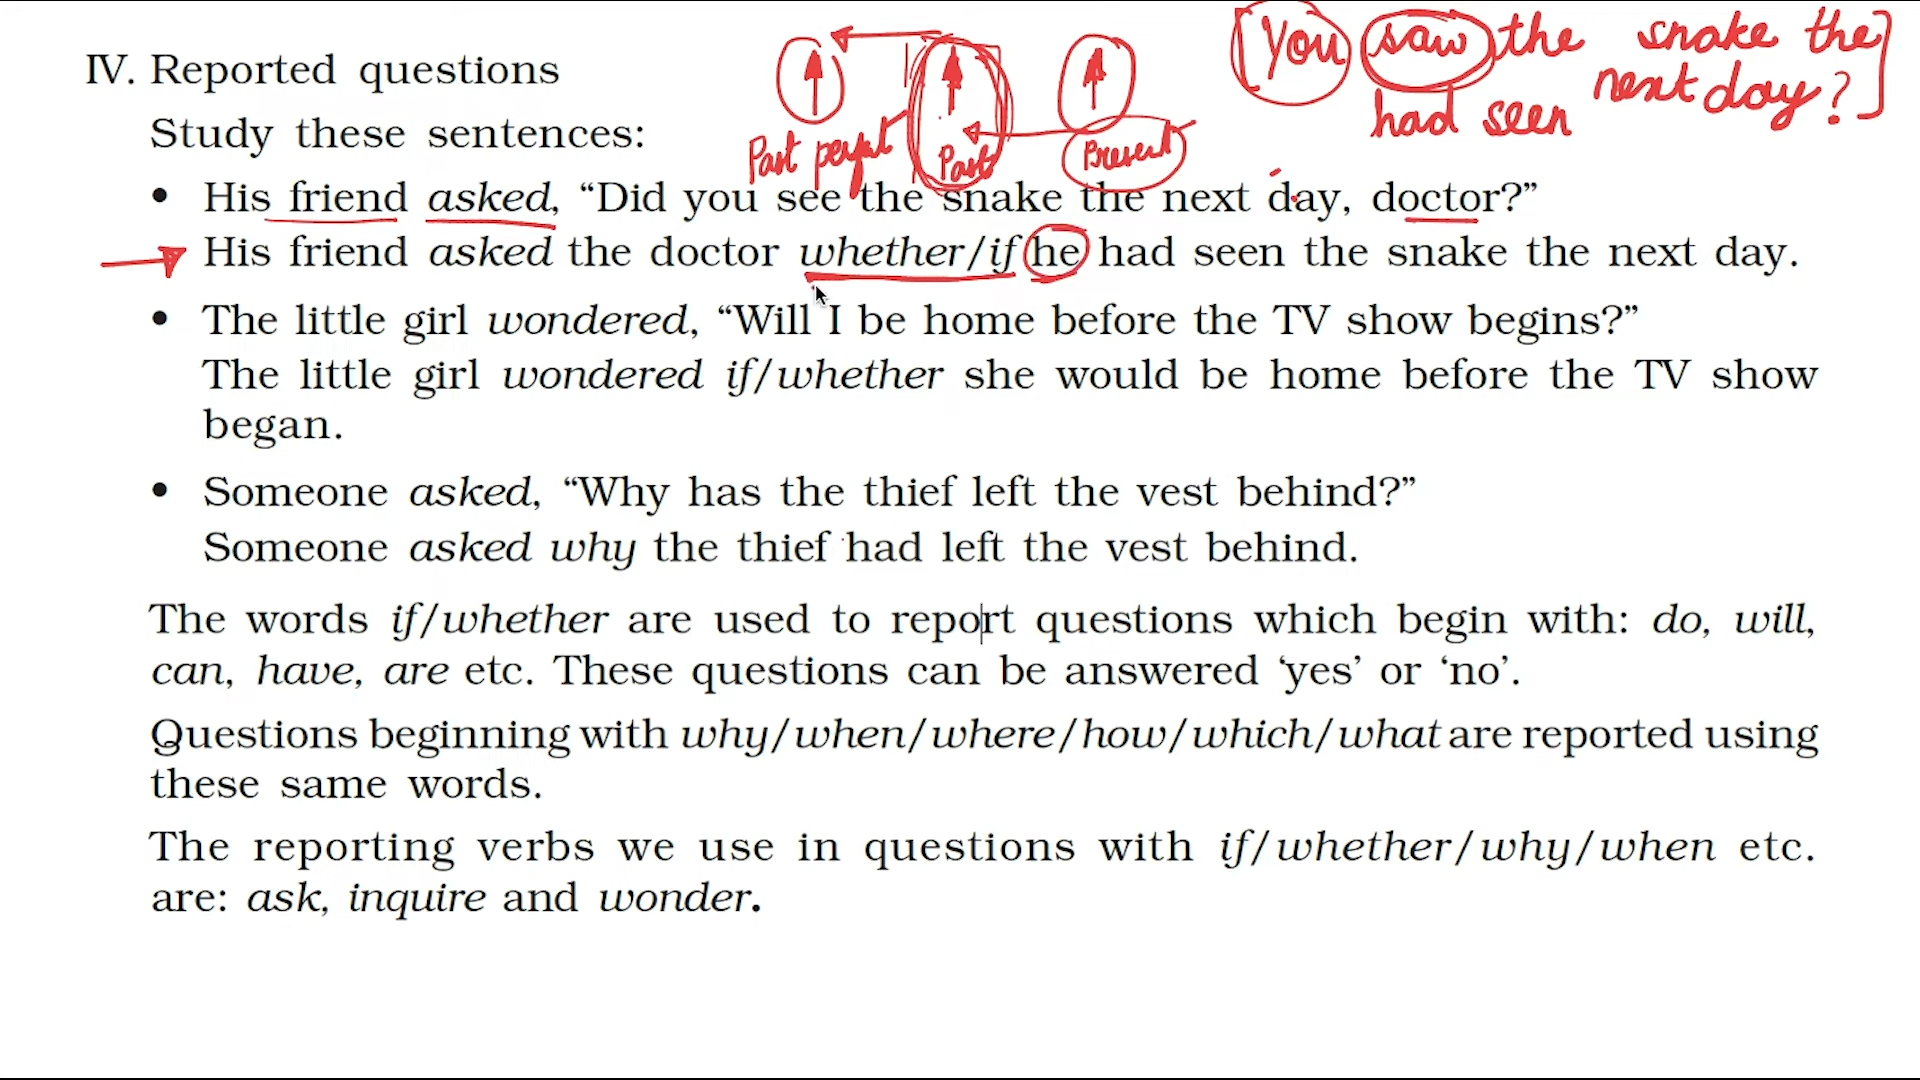 [You saw the snake the
next day?]
had seen
IV. Reported questions
Past perfect Past Present
Study these sentences:
• His friend asked, “Did you see the snake the next day, doctor?”
His friend asked the doctor whether/if he had seen the snake the next day.
• The little girl wondered, “Will I be home before the TV show begins?”
The little girl wondered if/whether she would be home before the TV show
began.
• Someone asked, “Why has the thief left the vest behind?”
Someone asked why the thief had left the vest behind.
The words if/whether are used to report questions which begin with: do, will,
can, have, are etc. These questions can be answered ‘yes’ or ‘no’.
Questions beginning with why/when/where/how/which/what are reported using
these same words.
The reporting verbs we use in questions with if/whether/why/when etc.
are: ask, inquire and wonder.